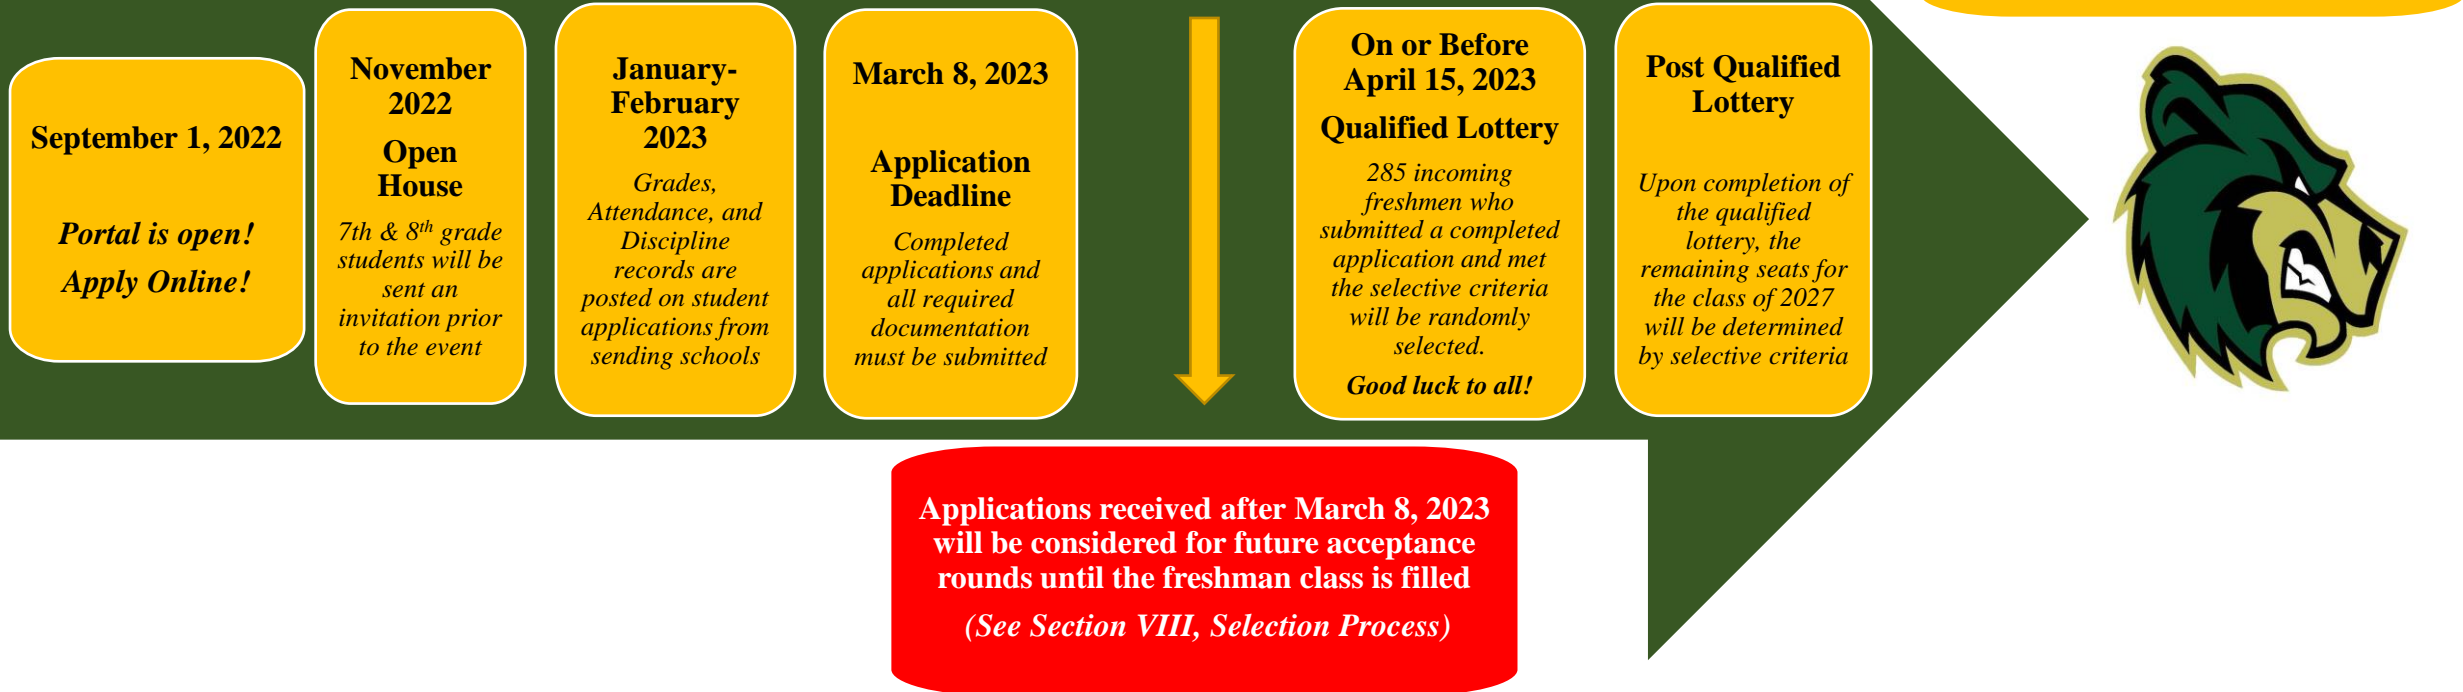 September 1, 2022
Portal is open!
Apply Online!
November
2022
Open
House
7th & 8th grade
students will be
sent an
invitation prior
to the event
January-
February
2023
Grades,
Attendance, and
Discipline
records are
posted on student
applications from
sending schools
March 8, 2023
Application
Deadline
Completed
applications and
all required
documentation
must be submitted
On or Before
April 15, 2023
Qualified Lottery
285 incoming
freshmen who
submitted a completed
application and met
the selective criteria
will be randomly
selected.
Good luck to all!
Post Qualified
Lottery
Upon completion of
the qualified
lottery, the
remaining seats for
the class of 2027
will be determined
by selective criteria
Applications received after March 8, 2023
will be considered for future acceptance
rounds until the freshman class is filled
(See Section VIII, Selection Process)